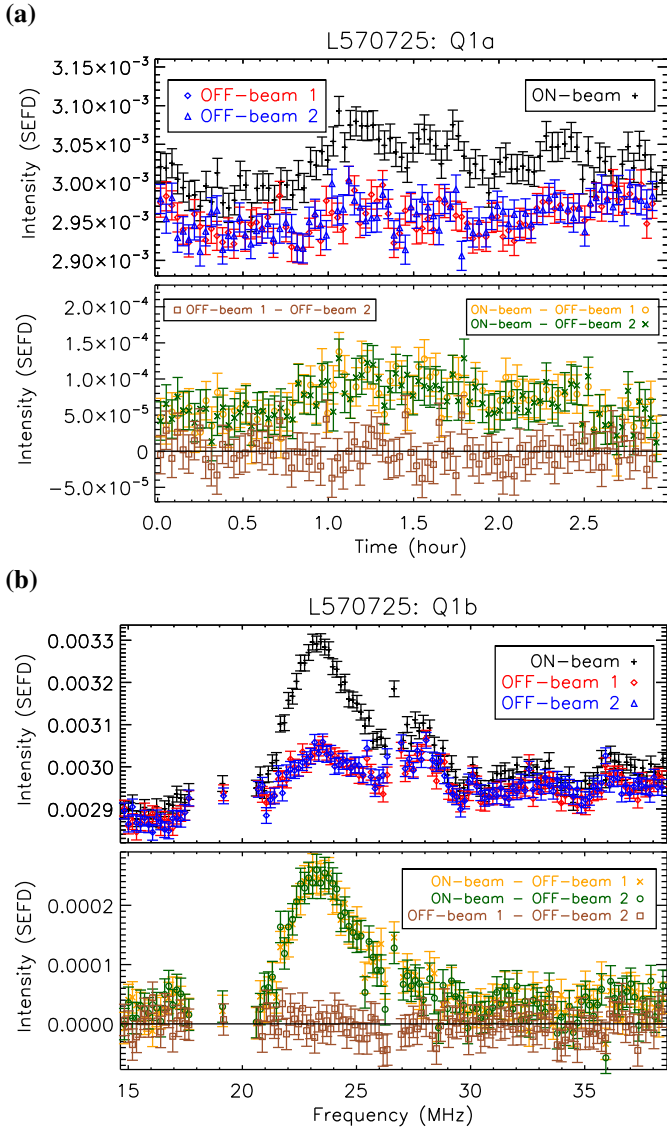 (a)
L570725: Q1a
3.15×10⁻³
3.10×10⁻³
3.05×10⁻³
3.00×10⁻³
2.95×10⁻³
2.90×10⁻³
Intensity (SEFD)
OFF-beam 1
OFF-beam 2
ON-beam
2.0×10⁻⁴
1.5×10⁻⁴
1.0×10⁻⁴
5.0×10⁻⁵
0
−5.0×10⁻⁵
Intensity (SEFD)
OFF-beam 1 − OFF-beam 2
ON-beam − OFF-beam 1
ON-beam − OFF-beam 2
0.0 0.5 1.0 1.5 2.0 2.5
Time (hour)
(b)
L570725: Q1b
0.0033
0.0032
0.0031
0.0030
0.0029
Intensity (SEFD)
ON-beam
OFF-beam 1
OFF-beam 2
0.0002
0.0001
0.0000
Intensity (SEFD)
ON-beam − OFF-beam 1
ON-beam − OFF-beam 2
OFF-beam 1 − OFF-beam 2
15 20 25 30 35
Frequency (MHz)